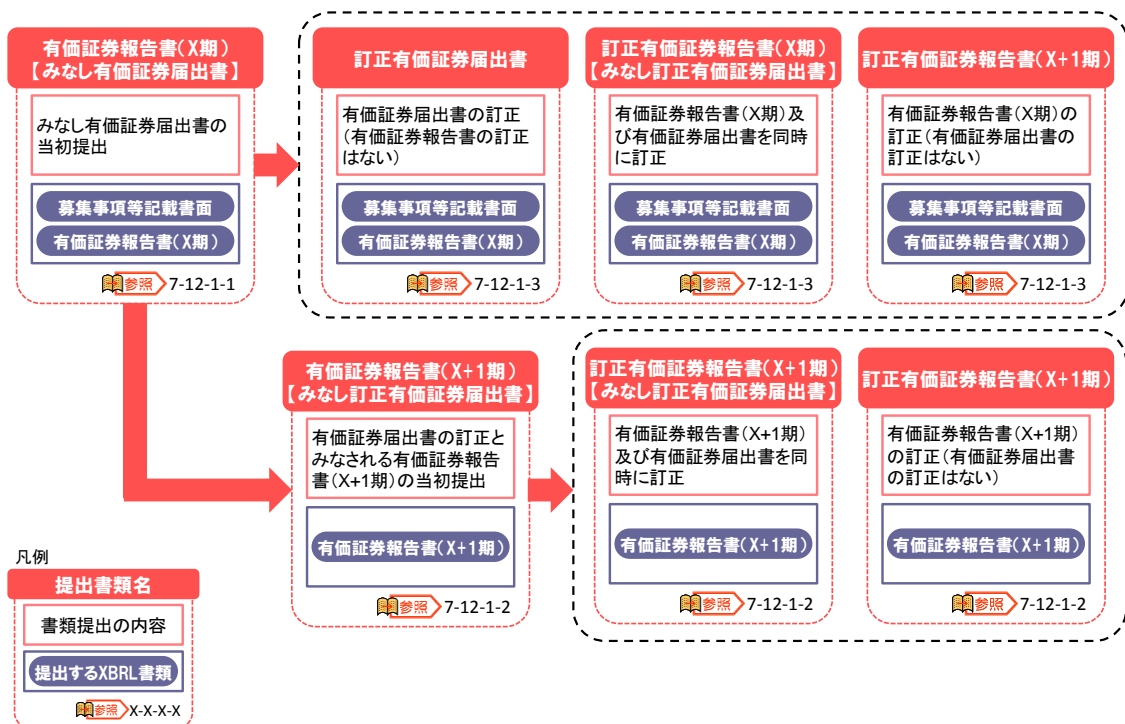 有価証券報告書(X期)
【みなし有価証券届出書】
みなし有価証券届出書の
当初提出
募集事項等記載書面
有価証券報告書(X期)
参照 7-12-1-1
訂正有価証券届出書
有価証券届出書の訂正
(有価証券報告書の訂正
はない)
募集事項等記載書面
有価証券報告書(X期)
参照 7-12-1-3
訂正有価証券報告書(X期)
【みなし訂正有価証券届出書】
有価証券報告書(X期)及
び有価証券届出書を同時
に訂正
募集事項等記載書面
有価証券報告書(X期)
参照 7-12-1-3
訂正有価証券報告書(X+1期)
有価証券報告書(X期)の
訂正(有価証券届出書の
訂正はない)
募集事項等記載書面
有価証券報告書(X期)
参照 7-12-1-3
有価証券報告書(X+1期)
【みなし訂正有価証券届出書】
有価証券届出書の訂正と
みなされる有価証券報告
書(X+1期)の当初提出
有価証券報告書(X+1期)
参照 7-12-1-2
訂正有価証券報告書(X+1期)
【みなし訂正有価証券届出書】
有価証券報告書(X+1期)
及び有価証券届出書を同
時に訂正
有価証券報告書(X+1期)
参照 7-12-1-2
訂正有価証券報告書(X+1期)
有価証券報告書(X+1期)
の訂正(有価証券届出書
の訂正はない)
有価証券報告書(X+1期)
参照 7-12-1-2
凡例
提出書類名
書類提出の内容
提出するXBRL書類
参照 X-X-X-X